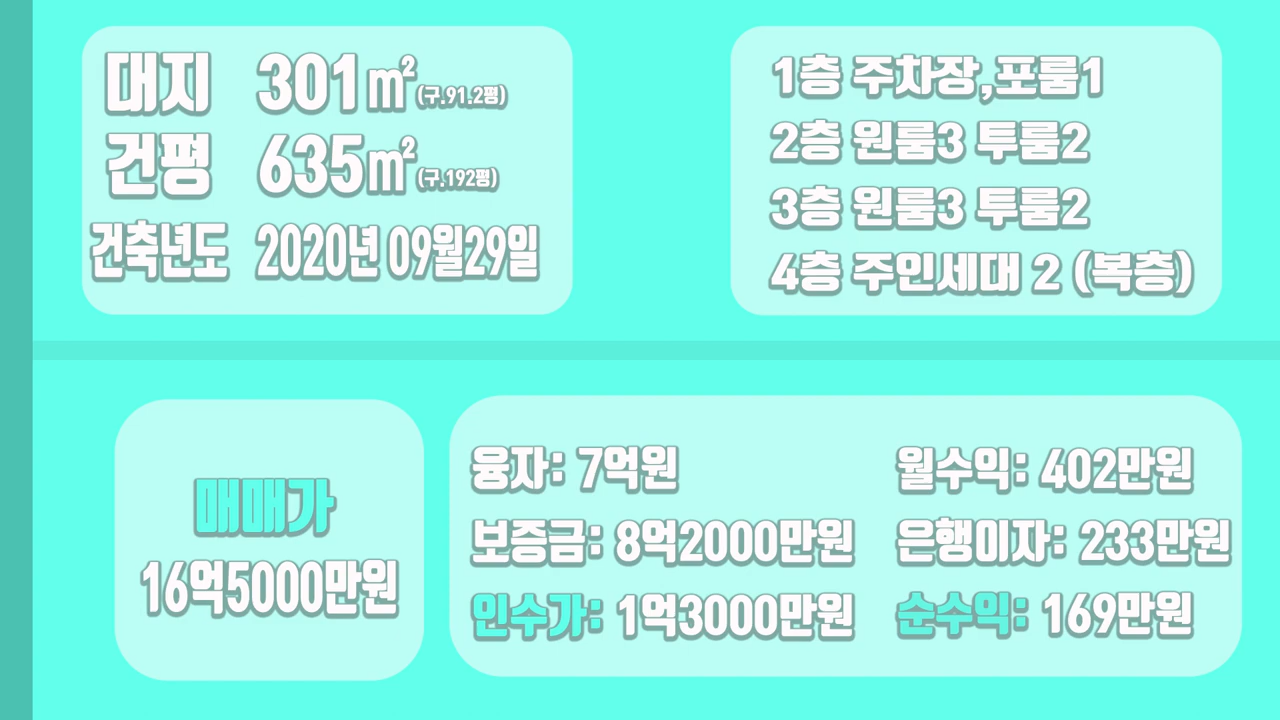 대지 301㎡(구.91.2평)
건평 635㎡(구.192평)
건축년도 2020년 09월29일
1층 주차장,포룸1
2층 원룸3 투룸2
3층 원룸3 투룸2
4층 주인세대 2 (복층)
매매가
16억5000만원
융자: 7억원
보증금: 8억2000만원
인수가: 1억3000만원
월수익: 402만원
은행이자: 233만원
순수익: 169만원